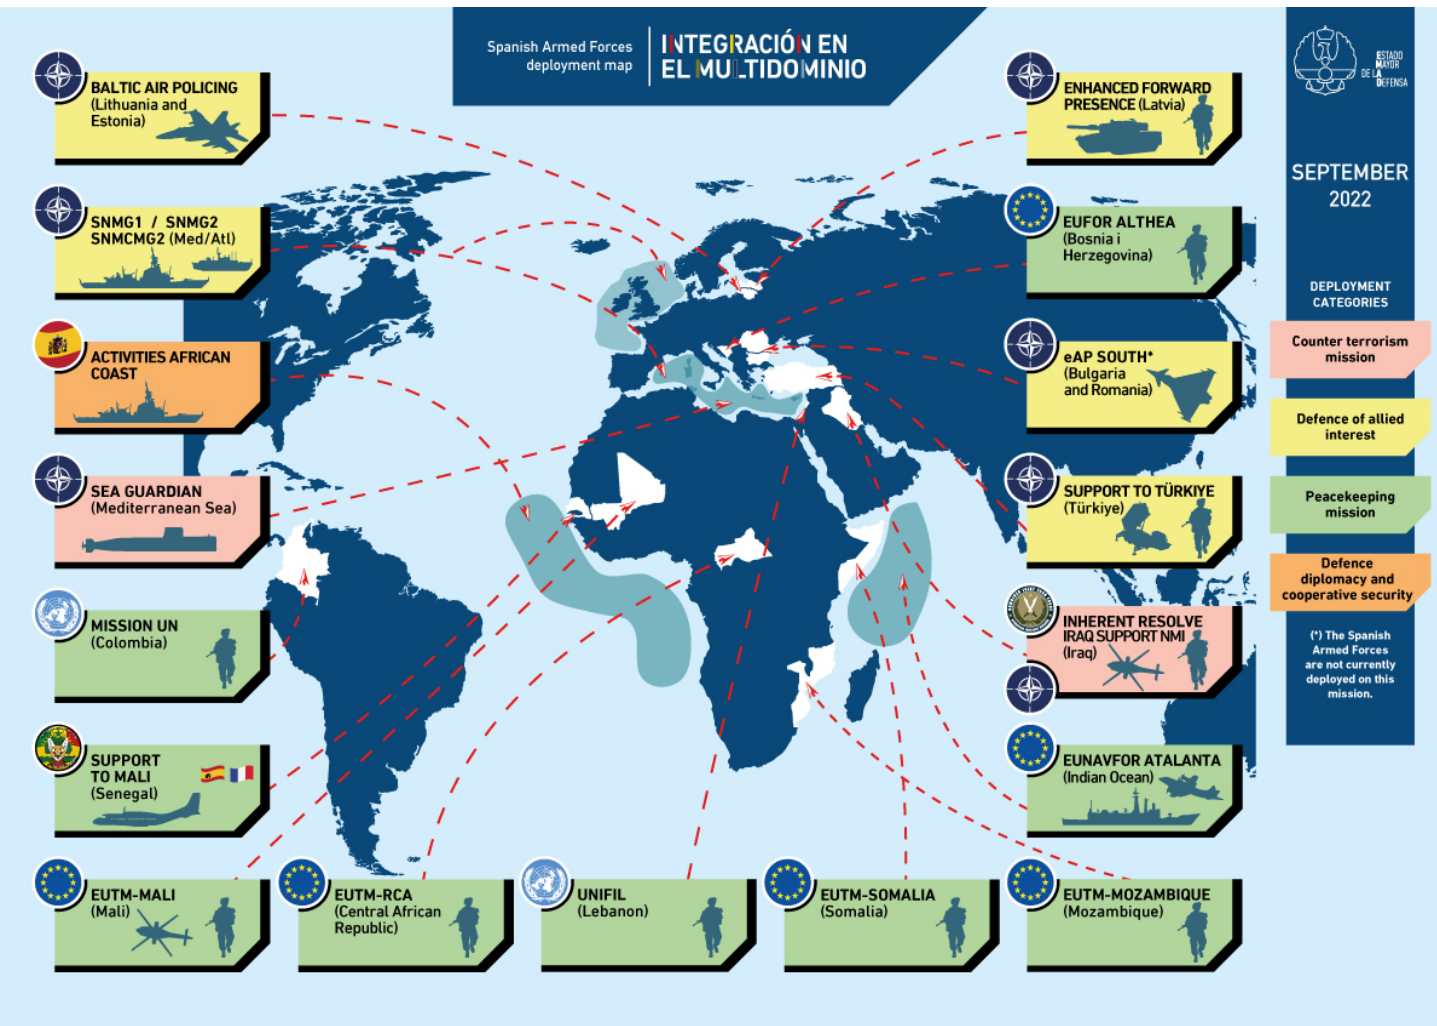 Spanish Armed Forces
deployment map
INTEGRACIÓN EN
EL MULTIDOMINIO
ESTADO
MAYOR
DE LA DEFENSA
SEPTEMBER
2022
DEPLOYMENT
CATEGORIES
Counter terrorism
mission
Defence of allied
interest
Peacekeeping
mission
Defence
diplomacy and
cooperative security
(*) The Spanish
Armed Forces
are not currently
deployed on this
mission.
BALTIC AIR POLICING
(Lithuania and
Estonia)
SNMG1 / SNMG2
SNMCMG2 (Med/Atl)
ACTIVITIES AFRICAN
COAST
SEA GUARDIAN
(Mediterranean Sea)
MISSION UN
(Colombia)
SUPPORT
TO MALI
(Senegal)
EUTM-MALI
(Mali)
EUTM-RCA
(Central African
Republic)
UNIFIL
(Lebanon)
EUTM-SOMALIA
(Somalia)
EUTM-MOZAMBIQUE
(Mozambique)
ENHANCED FORWARD
PRESENCE (Latvia)
EUFOR ALTHEA
(Bosnia i
Herzegovina)
eAP SOUTH*
(Bulgaria
and Romania)
SUPPORT TO TÜRKIYE
(Türkiye)
INHERENT RESOLVE
IRAQ SUPPORT NMI
(Iraq)
EUNAVFOR ATALANTA
(Indian Ocean)